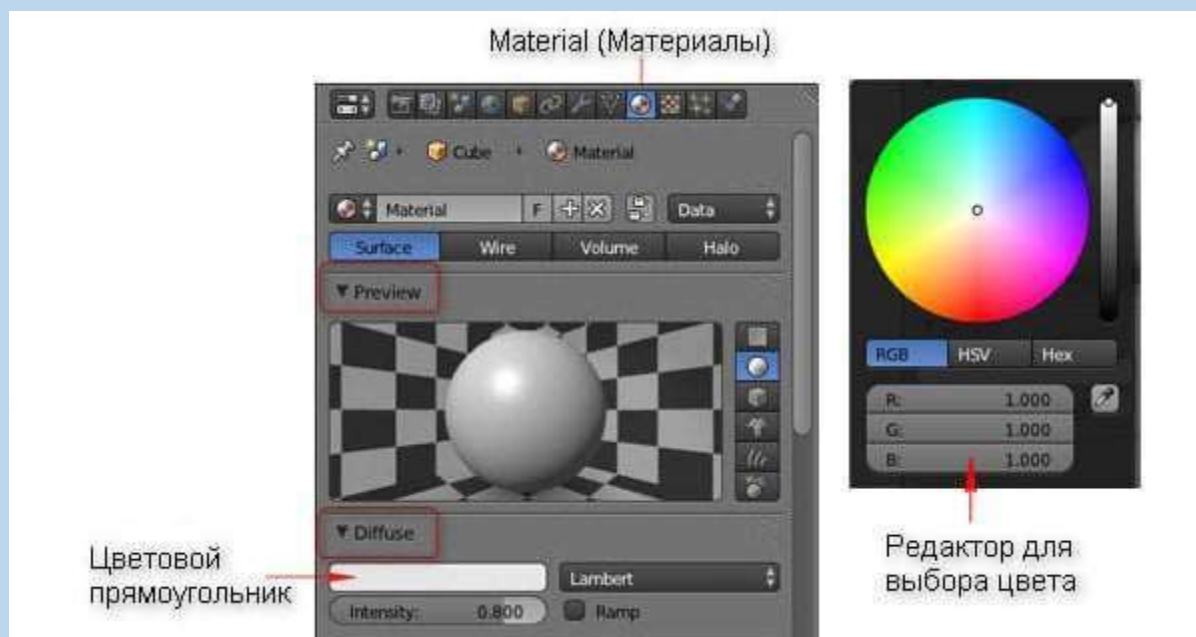 Material (Материалы)
Cube Material
Material F Data
Surface Wire Volume Halo
Preview
Diffuse
Lambert
Intensity: 0.800 Ramp
Цветовой
прямоугольник
RGB HSV Hex
R: 1.000
G: 1.000
B: 1.000
Редактор для
выбора цвета